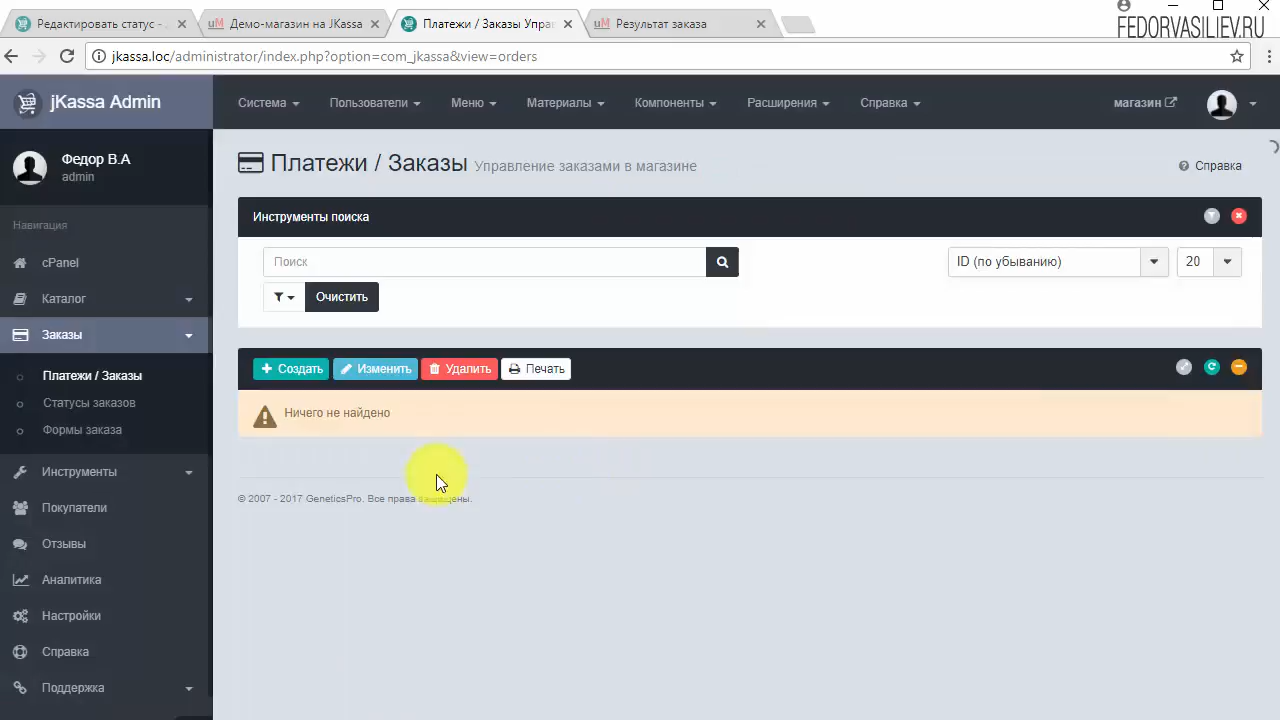 Редактировать статус -
Демо-магазин на JKassa
Платежи / Заказы Упра
Результат заказа
FEDORVASILIEV.RU
jkassa.loc/administrator/index.php?option=com_jkassa&view=orders
jKassa Admin
Система
Пользователи
Меню
Материалы
Компоненты
Расширения
Справка
магазин
Федор В.А
admin
Платежи / Заказы Управление заказами в магазине
Справка
Навигация
Инструменты поиска
cPanel
Поиск
ID (по убыванию)
20
Каталог
Очистить
Заказы
Создать
Изменить
Удалить
Печать
Платежи / Заказы
Статусы заказов
Формы заказа
Ничего не найдено
Инструменты
© 2007 - 2017 GeneticsPro. Все права защищены.
Покупатели
Отзывы
Аналитика
Настройки
Справка
Поддержка